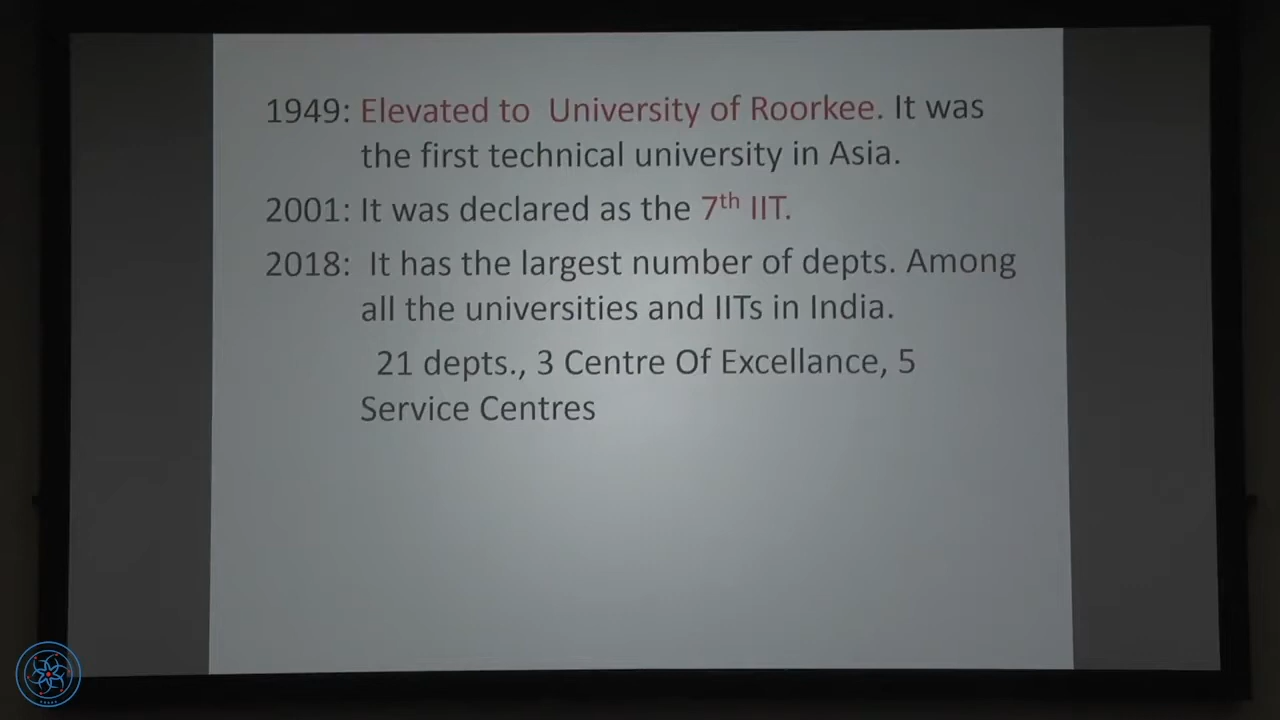 1949: Elevated to University of Roorkee. It was
the first technical university in Asia.
2001: It was declared as the 7th IIT.
2018: It has the largest number of depts. Among
all the universities and IITs in India.
21 depts., 3 Centre Of Excellance, 5
Service Centres